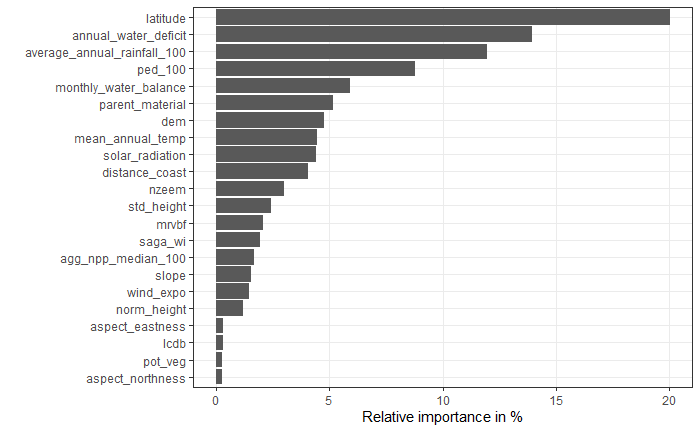 latitude
annual_water_deficit
average_annual_rainfall_100
ped_100
monthly_water_balance
parent_material
dem
mean_annual_temp
solar_radiation
distance_coast
nzeem
std_height
mrvbf
saga_wi
agg_npp_median_100
slope
wind_expo
norm_height
aspect_eastness
lcdb
pot_veg
aspect_northness
0 5 10 15 20
Relative importance in %